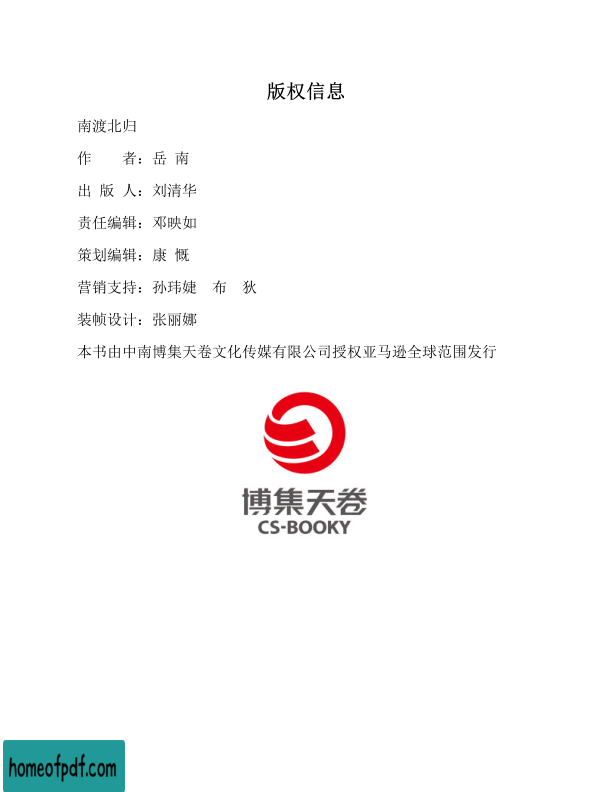 版权信息
南渡北归
作　　者：岳 南
出 版 人：刘清华
责任编辑：邓映如
策划编辑：康 慨
营销支持：孙玮婕　布　狄
装帧设计：张丽娜
本书由中南博集天卷文化传媒有限公司授权亚马逊全球范围发行
博集天卷
CS-BOOKY
homeofpdf.com